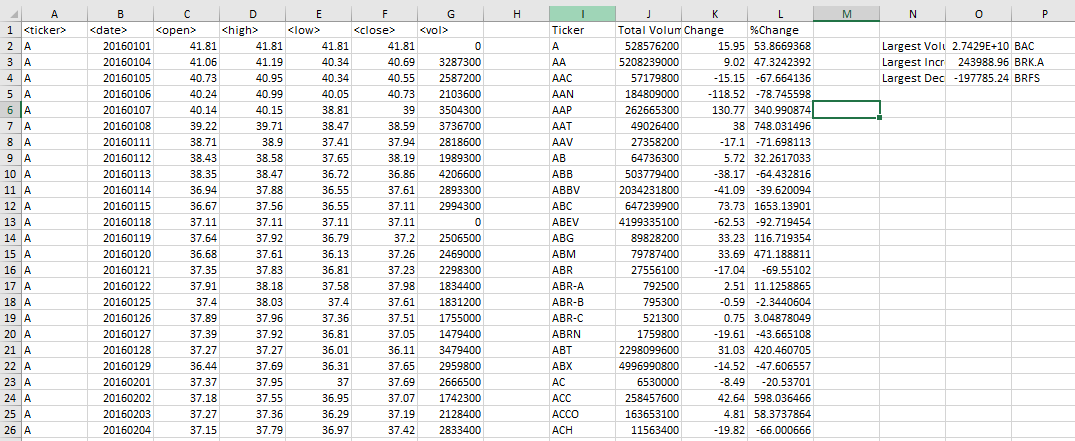 A B C D E F G H I J K L M N O P
1 <ticker> <date> <open> <high> <low> <close> <vol> Ticker Total Volum Change %Change
2 A 20160101 41.81 41.81 41.81 41.81 0 A 528576200 15.95 53.8669368 Largest Volu 2.7429E+10 BAC
3 A 20160104 41.06 41.19 40.34 40.69 3287300 AA 5208239000 9.02 47.3242392 Largest Incr 243988.96 BRK.A
4 A 20160105 40.73 40.95 40.34 40.55 2587200 AAC 57179800 -15.15 -67.664136 Largest Dec -197785.24 BRFS
5 A 20160106 40.24 40.99 40.05 40.73 2103600 AAN 184809000 -118.52 -78.745598
6 A 20160107 40.14 40.15 38.81 39 3504300 AAP 262665300 130.77 340.990874
7 A 20160108 39.22 39.71 38.47 38.59 3736700 AAT 49026400 38 748.031496
8 A 20160111 38.71 38.9 37.41 37.94 2818600 AAV 27358200 -17.1 -71.698113
9 A 20160112 38.43 38.58 37.65 38.19 1989300 AB 64736300 5.72 32.2617033
10 A 20160113 38.35 38.47 36.72 36.86 4206600 ABB 503779400 -38.17 -64.432816
11 A 20160114 36.94 37.88 36.55 37.61 2893300 ABBV 2034231800 -41.09 -39.620094
12 A 20160115 36.67 37.56 36.55 37.11 2994300 ABC 647239900 73.73 1653.13901
13 A 20160118 37.11 37.11 37.11 37.11 0 ABEV 4199335100 -62.53 -92.719454
14 A 20160119 37.64 37.92 36.79 37.2 2506500 ABG 89828200 33.23 116.719354
15 A 20160120 36.68 37.61 36.13 37.26 2469000 ABM 79787400 33.69 471.188811
16 A 20160121 37.35 37.83 36.81 37.23 2298300 ABR 27556100 -17.04 -69.55102
17 A 20160122 37.91 38.18 37.58 37.98 1834400 ABR-A 792500 2.51 11.1258865
18 A 20160125 37.4 38.03 37.4 37.61 1831200 ABR-B 795300 -0.59 -2.3440604
19 A 20160126 37.89 37.96 37.36 37.51 1755000 ABR-C 521300 0.75 3.04878049
20 A 20160127 37.39 37.92 36.81 37.05 1479400 ABRN 1759800 -19.61 -43.665108
21 A 20160128 37.27 37.27 36.01 36.11 3479400 ABT 2298099600 31.03 420.460705
22 A 20160129 36.44 37.69 36.31 37.65 2959800 ABX 4996990800 -14.52 -47.606557
23 A 20160201 37.37 37.95 37 37.69 2666500 AC 6530000 -8.49 -20.53701
24 A 20160202 37.18 37.55 36.95 37.07 1742300 ACC 258457600 42.64 598.036466
25 A 20160203 37.27 37.36 36.29 37.19 2128400 ACCO 163653100 4.81 58.3737864
26 A 20160204 37.15 37.79 36.97 37.42 2833400 ACH 11563400 -19.82 -66.000666